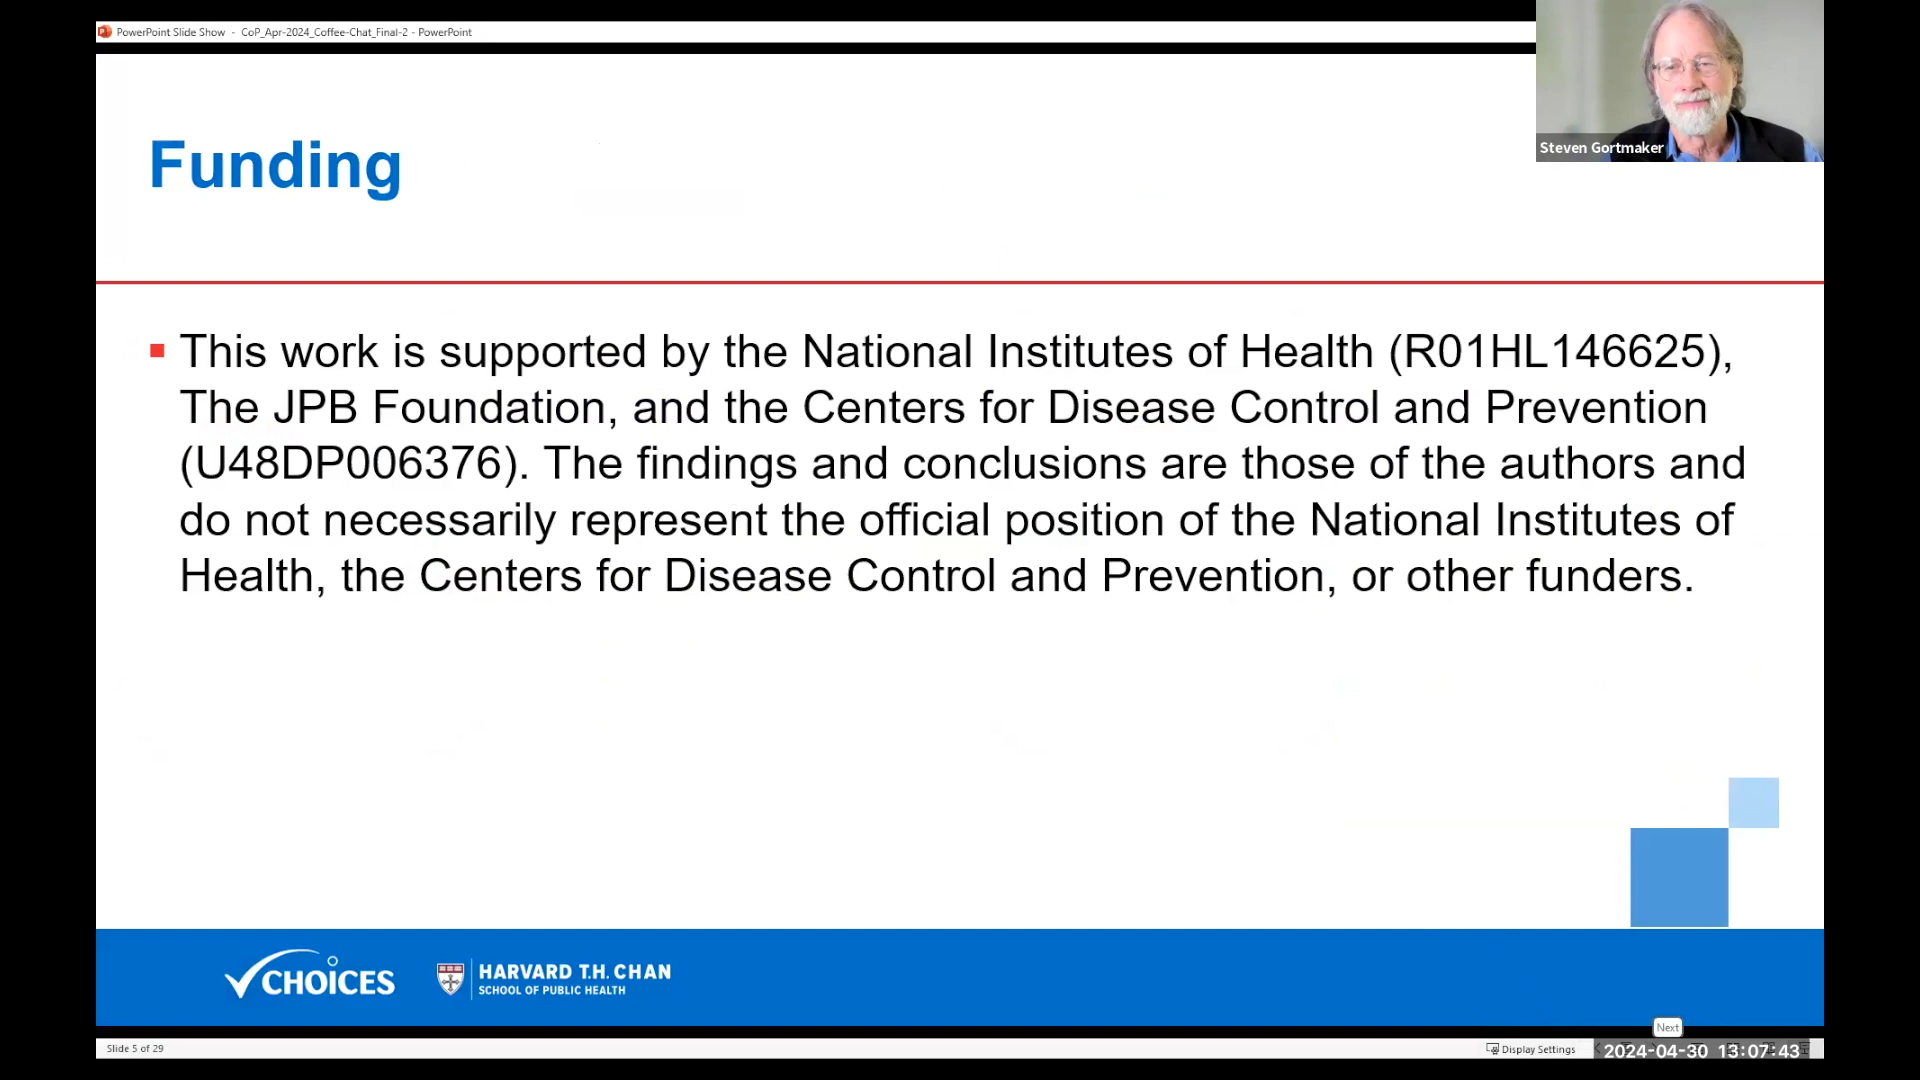 PowerPoint Slide Show - CoP_Apr-2024_Coffee-Chat_Final-2 - PowerPoint
Steven Gortmaker
Funding
This work is supported by the National Institutes of Health (R01HL146625),
The JPB Foundation, and the Centers for Disease Control and Prevention
(U48DP006376). The findings and conclusions are those of the authors and
do not necessarily represent the official position of the National Institutes of
Health, the Centers for Disease Control and Prevention, or other funders.
CHOICES
HARVARD T.H. CHAN
SCHOOL OF PUBLIC HEALTH
Next
Slide 5 of 29
Display Settings
2024-04-30 13:07:43